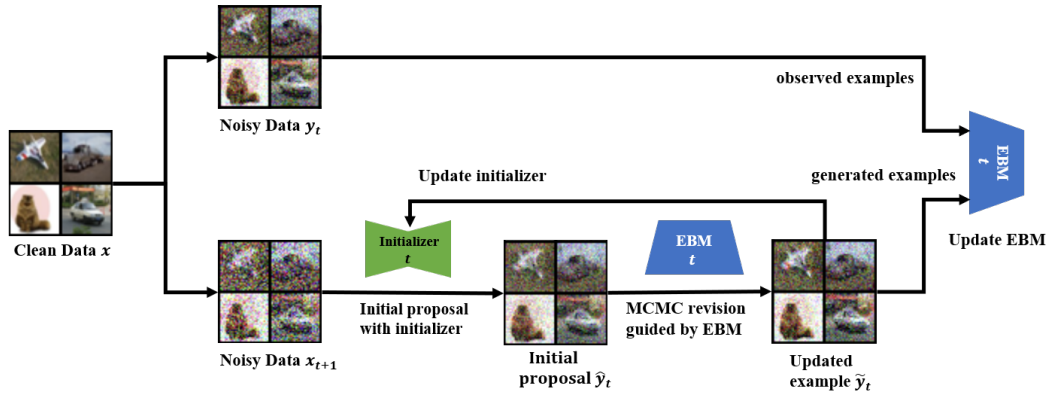 Noisy Data y_t
observed examples
EBM
t
Update EBM
generated examples
Clean Data x
Update initializer
Initializer
t
EBM
t
Initial proposal
with initializer
MCMC revision
guided by EBM
Noisy Data x_{t+1}
Initial
proposal ŷ_t
Updated
example ỹ_t